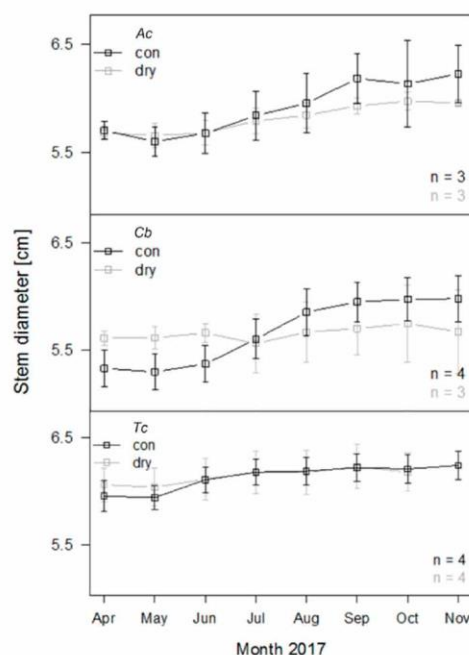 Ac
con
dry
6.5
5.5
n = 3
n = 3
Cb
con
dry
6.5
5.5
n = 4
n = 3
Tc
con
dry
6.5
5.5
n = 4
n = 4
Stem diameter [cm]
Apr May Jun Jul Aug Sep Oct Nov
Month 2017